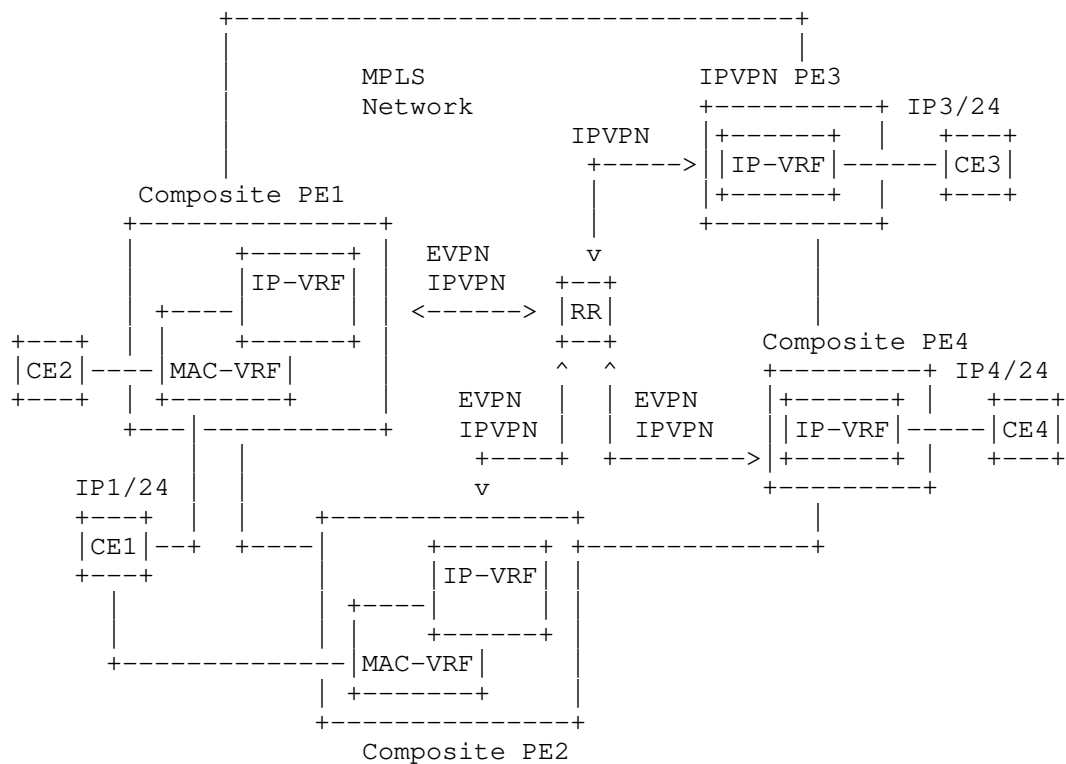 MPLS IPVPN PE3
Network IP3/24
IPVPN
IP-VRF CE3
Composite PE1
EVPN
IP-VRF IPVPN
RR
Composite PE4
CE2 MAC-VRF IP4/24
EVPN EVPN
IPVPN IPVPN IP-VRF CE4
IP1/24
CE1
IP-VRF
MAC-VRF
Composite PE2